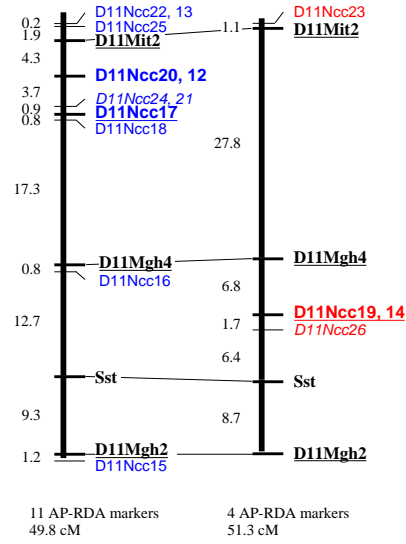 0.2
1.9
4.3
3.7
0.9
0.8
17.3
0.8
12.7
9.3
1.2
D11Ncc22, 13
D11Ncc25
D11Mit2
D11Ncc20, 12
D11Ncc24, 21
D11Ncc17
D11Ncc18
D11Mgh4
D11Ncc16
Sst
D11Mgh2
D11Ncc15
11 AP-RDA markers
49.8 cM
1.1
27.8
6.8
1.7
6.4
8.7
D11Ncc23
D11Mit2
D11Mgh4
D11Ncc19, 14
D11Ncc26
Sst
D11Mgh2
4 AP-RDA markers
51.3 cM